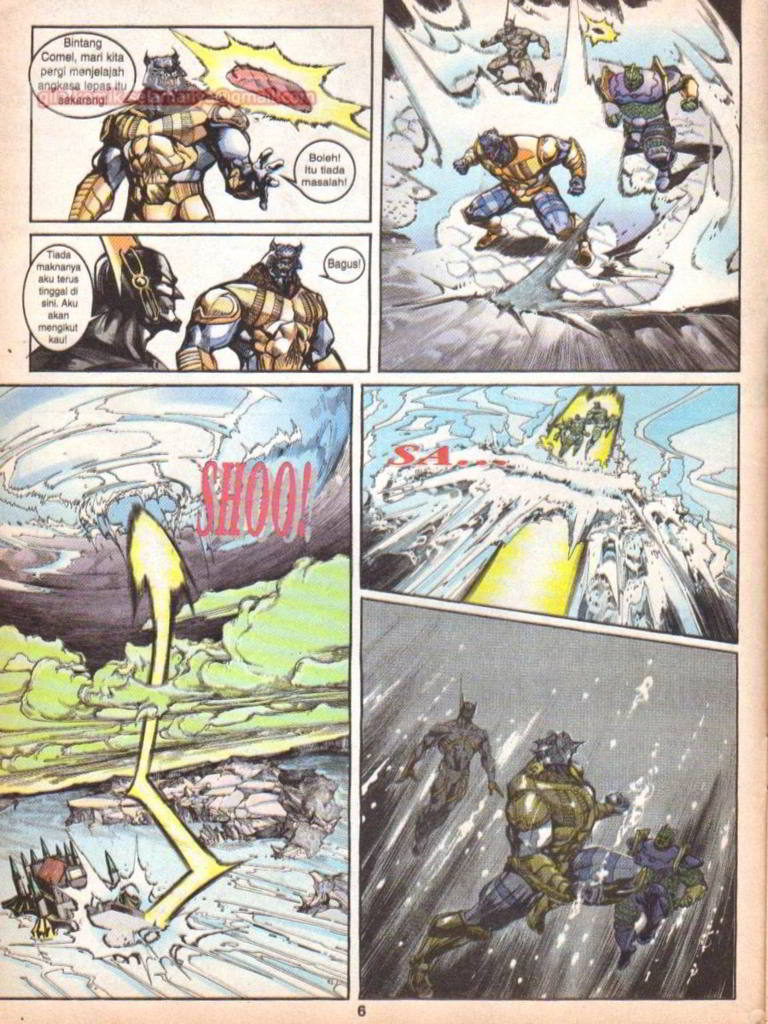 Bintang
Comel, mari kita
pergi menjelajah
angkasa lepas itu
sekarang!
Boleh!
Itu tiada
masalah!
Tiada
maknanya
aku terus
tinggal di
sini. Aku
akan
mengikut
kau!
Bagus!
SHOO!
SA...
6